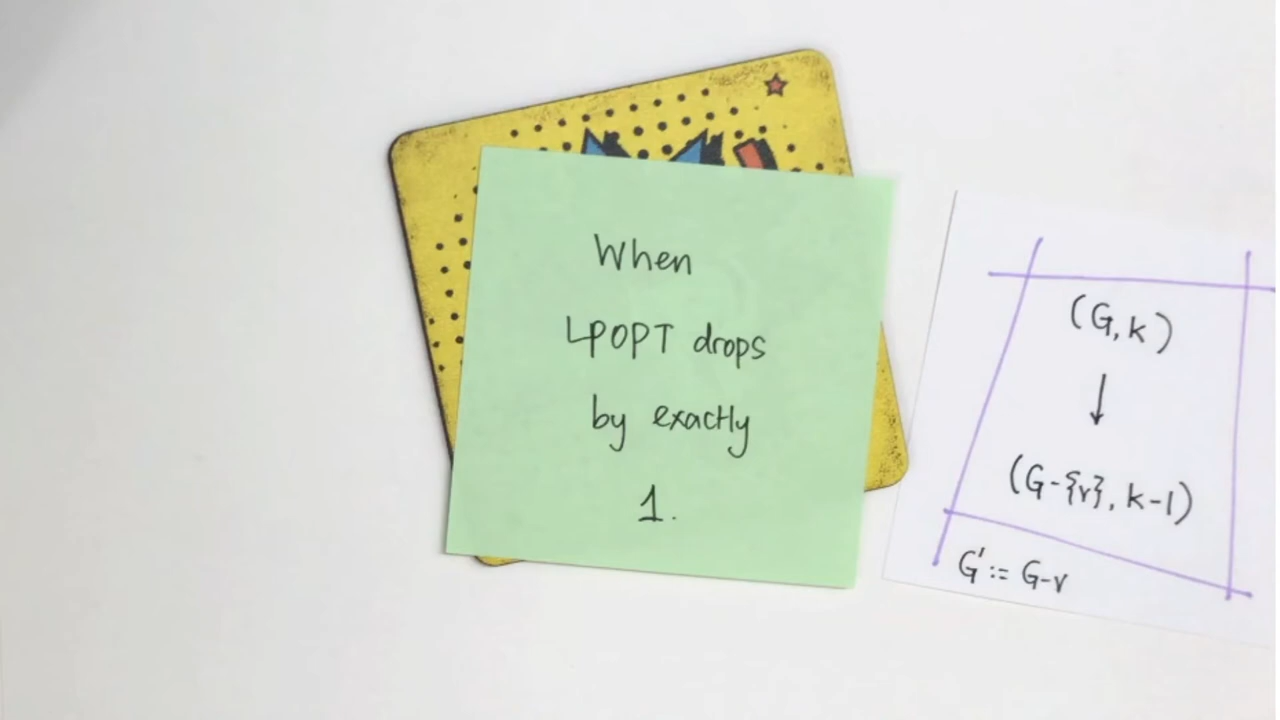 When
LPOPT drops
by exactly
1.
(G, k)
↓
(G-{v}, k-1)
G' := G-v